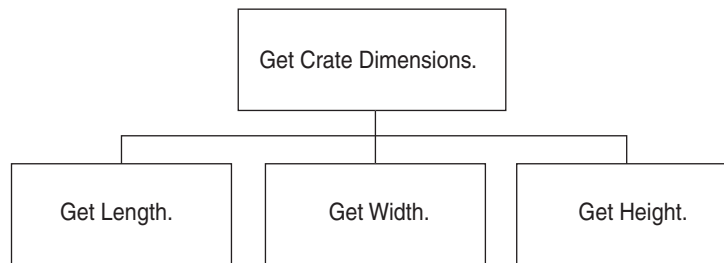 Get Crate Dimensions.
Get Length.
Get Width.
Get Height.